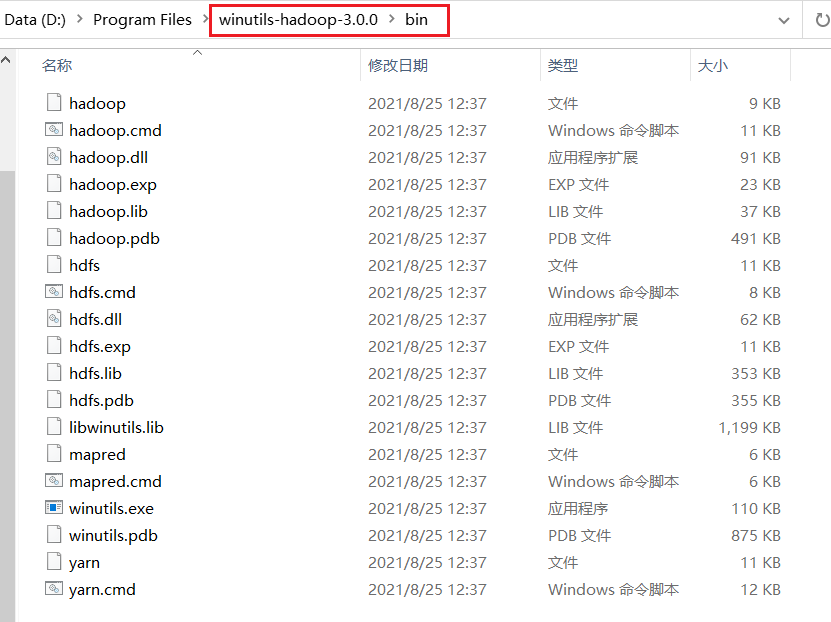 Data (D:) > Program Files > winutils-hadoop-3.0.0 > bin
名称 修改日期 类型 大小
hadoop 2021/8/25 12:37 文件 9 KB
hadoop.cmd 2021/8/25 12:37 Windows 命令脚本 11 KB
hadoop.dll 2021/8/25 12:37 应用程序扩展 91 KB
hadoop.exp 2021/8/25 12:37 EXP 文件 23 KB
hadoop.lib 2021/8/25 12:37 LIB 文件 37 KB
hadoop.pdb 2021/8/25 12:37 PDB 文件 491 KB
hdfs 2021/8/25 12:37 文件 11 KB
hdfs.cmd 2021/8/25 12:37 Windows 命令脚本 8 KB
hdfs.dll 2021/8/25 12:37 应用程序扩展 62 KB
hdfs.exp 2021/8/25 12:37 EXP 文件 11 KB
hdfs.lib 2021/8/25 12:37 LIB 文件 353 KB
hdfs.pdb 2021/8/25 12:37 PDB 文件 355 KB
libwinutils.lib 2021/8/25 12:37 LIB 文件 1,199 KB
mapred 2021/8/25 12:37 文件 6 KB
mapred.cmd 2021/8/25 12:37 Windows 命令脚本 6 KB
winutils.exe 2021/8/25 12:37 应用程序 110 KB
winutils.pdb 2021/8/25 12:37 PDB 文件 875 KB
yarn 2021/8/25 12:37 文件 11 KB
yarn.cmd 2021/8/25 12:37 Windows 命令脚本 12 KB